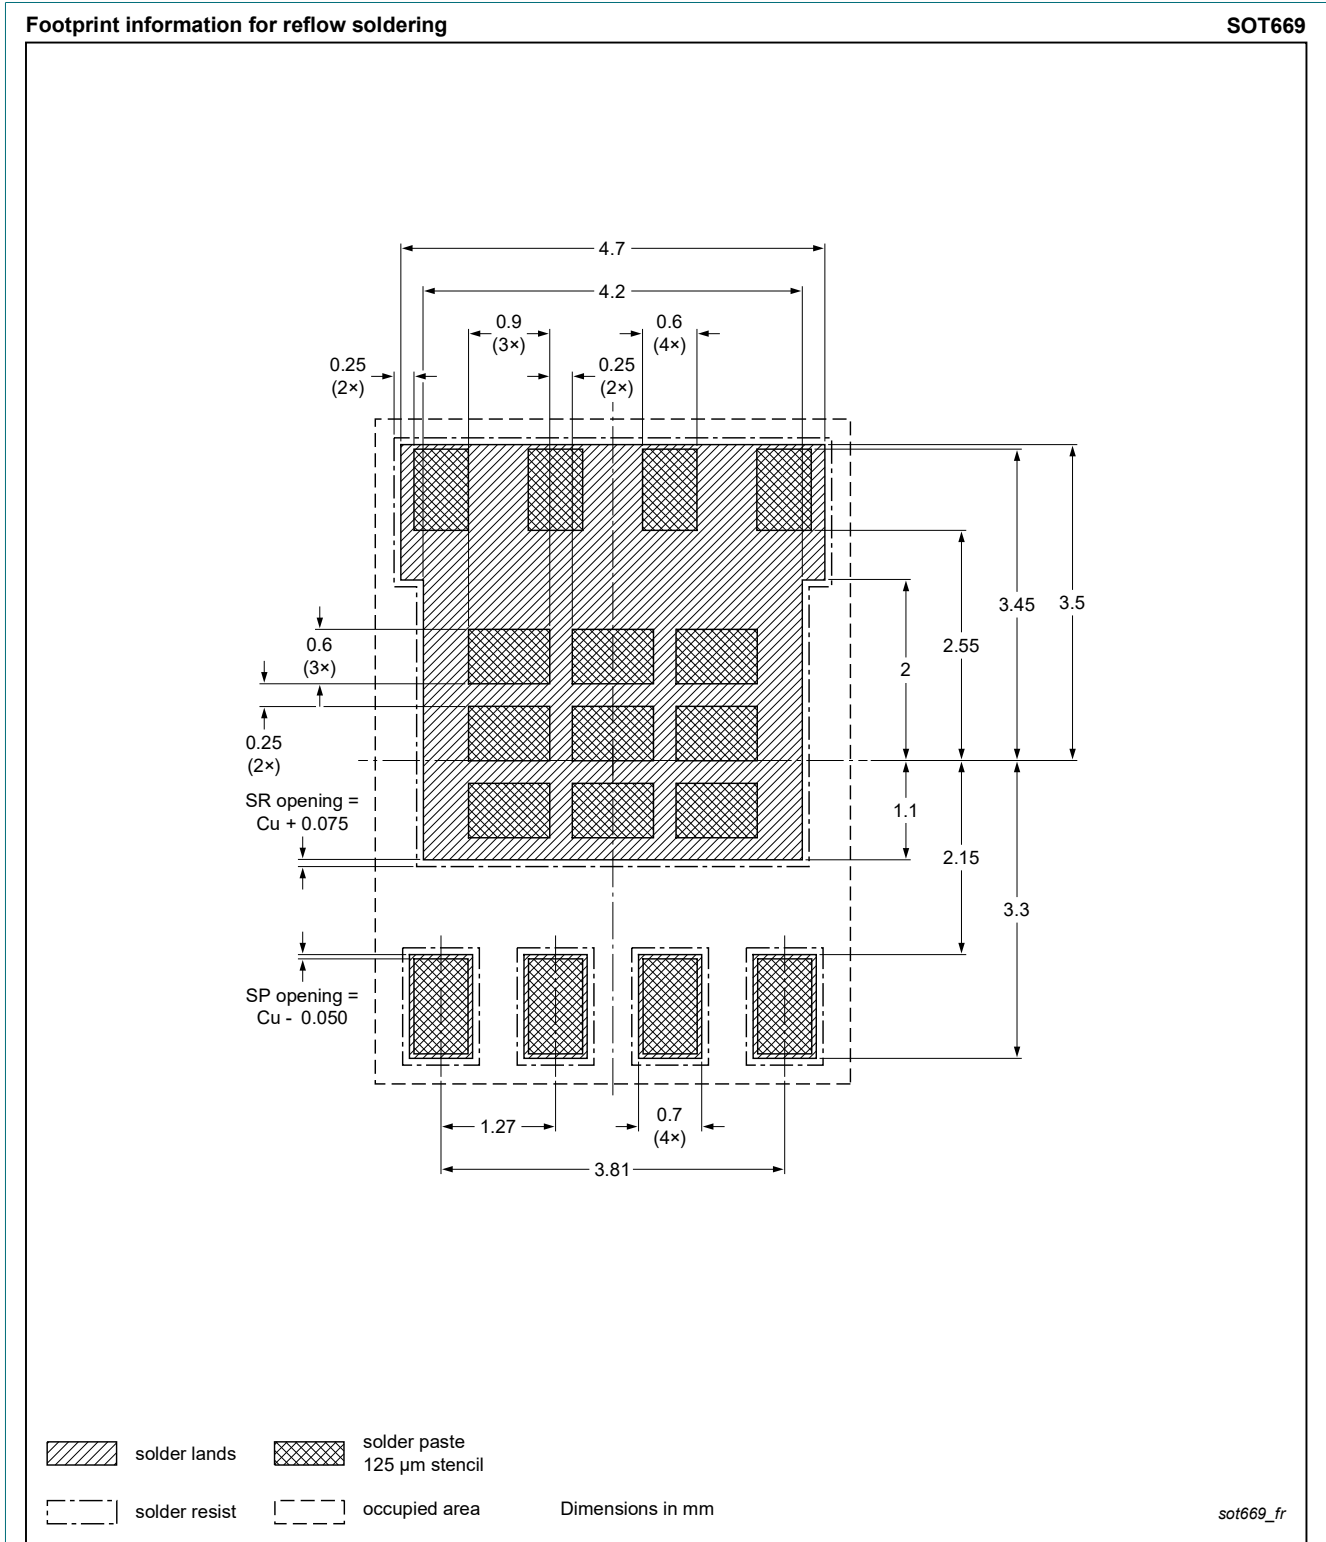 Footprint information for reflow soldering
SOT669
4.7
4.2
0.9
(3×)
0.6
(4×)
0.25
(2×)
0.25
(2×)
3.45
3.5
2.55
2
0.6
(3×)
0.25
(2×)
SR opening =
Cu + 0.075
1.1
2.15
3.3
SP opening =
Cu - 0.050
1.27
0.7
(4×)
3.81
solder lands
solder paste
125 µm stencil
solder resist
occupied area
Dimensions in mm
sot669_fr